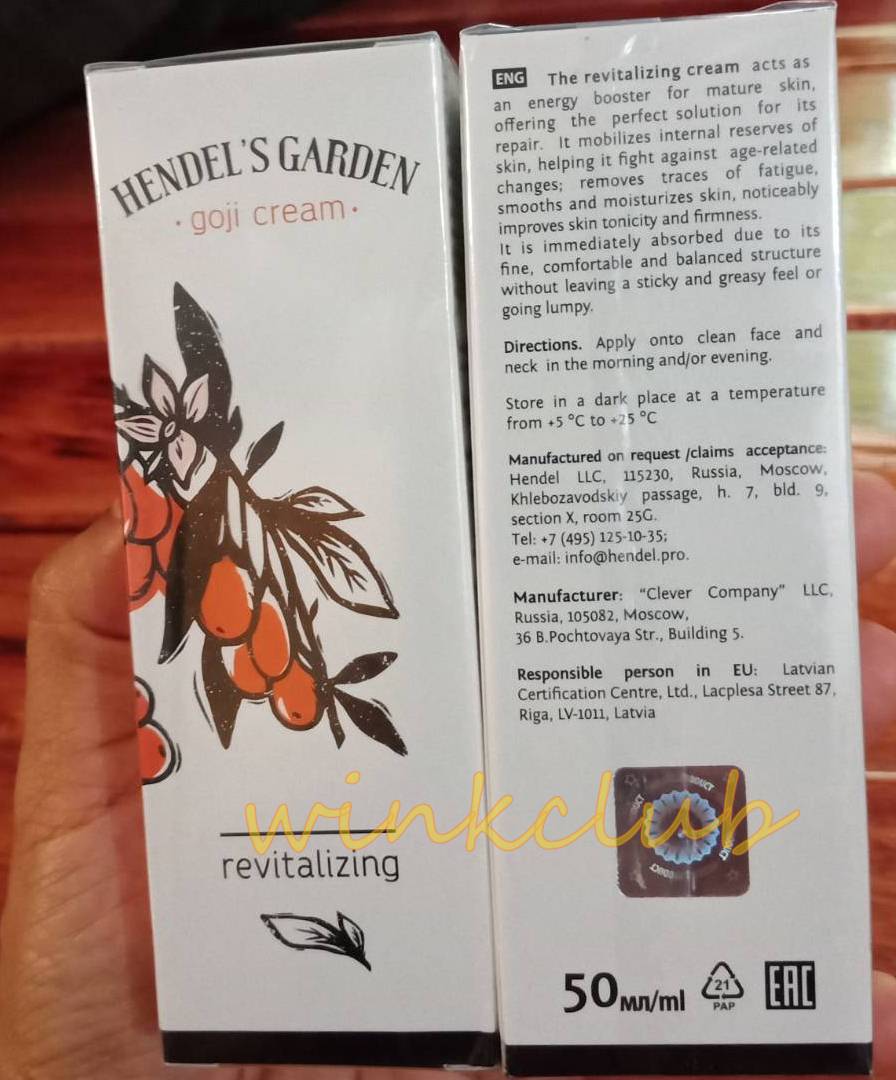 HENDEL'S GARDEN
· goji cream ·
revitalizing
ENG The revitalizing cream acts as
an energy booster for mature skin,
offering the perfect solution for its
repair. It mobilizes internal reserves of
skin, helping it fight against age-related
changes; removes traces of fatigue,
smooths and moisturizes skin, noticeably
improves skin tonicity and firmness.
It is immediately absorbed due to its
fine, comfortable and balanced structure
without leaving a sticky and greasy feel or
going lumpy.
Directions. Apply onto clean face and
neck in the morning and/or evening.
Store in a dark place at a temperature
from +5 °C to +25 °C
Manufactured on request /claims acceptance:
Hendel LLC, 115230, Russia, Moscow,
Khlebozavodskiy passage, h. 7, bld. 9,
section X, room 25G.
Tel: +7 (495) 125-10-35;
e-mail: info@hendel.pro.
Manufacturer: "Clever Company" LLC,
Russia, 105082, Moscow,
36 B.Pochtovaya Str., Building 5.
Responsible person in EU: Latvian
Certification Centre, Ltd., Lacplesa Street 87,
Riga, LV-1011, Latvia
winkclub
50 мл/ml
21
PAP
EAC